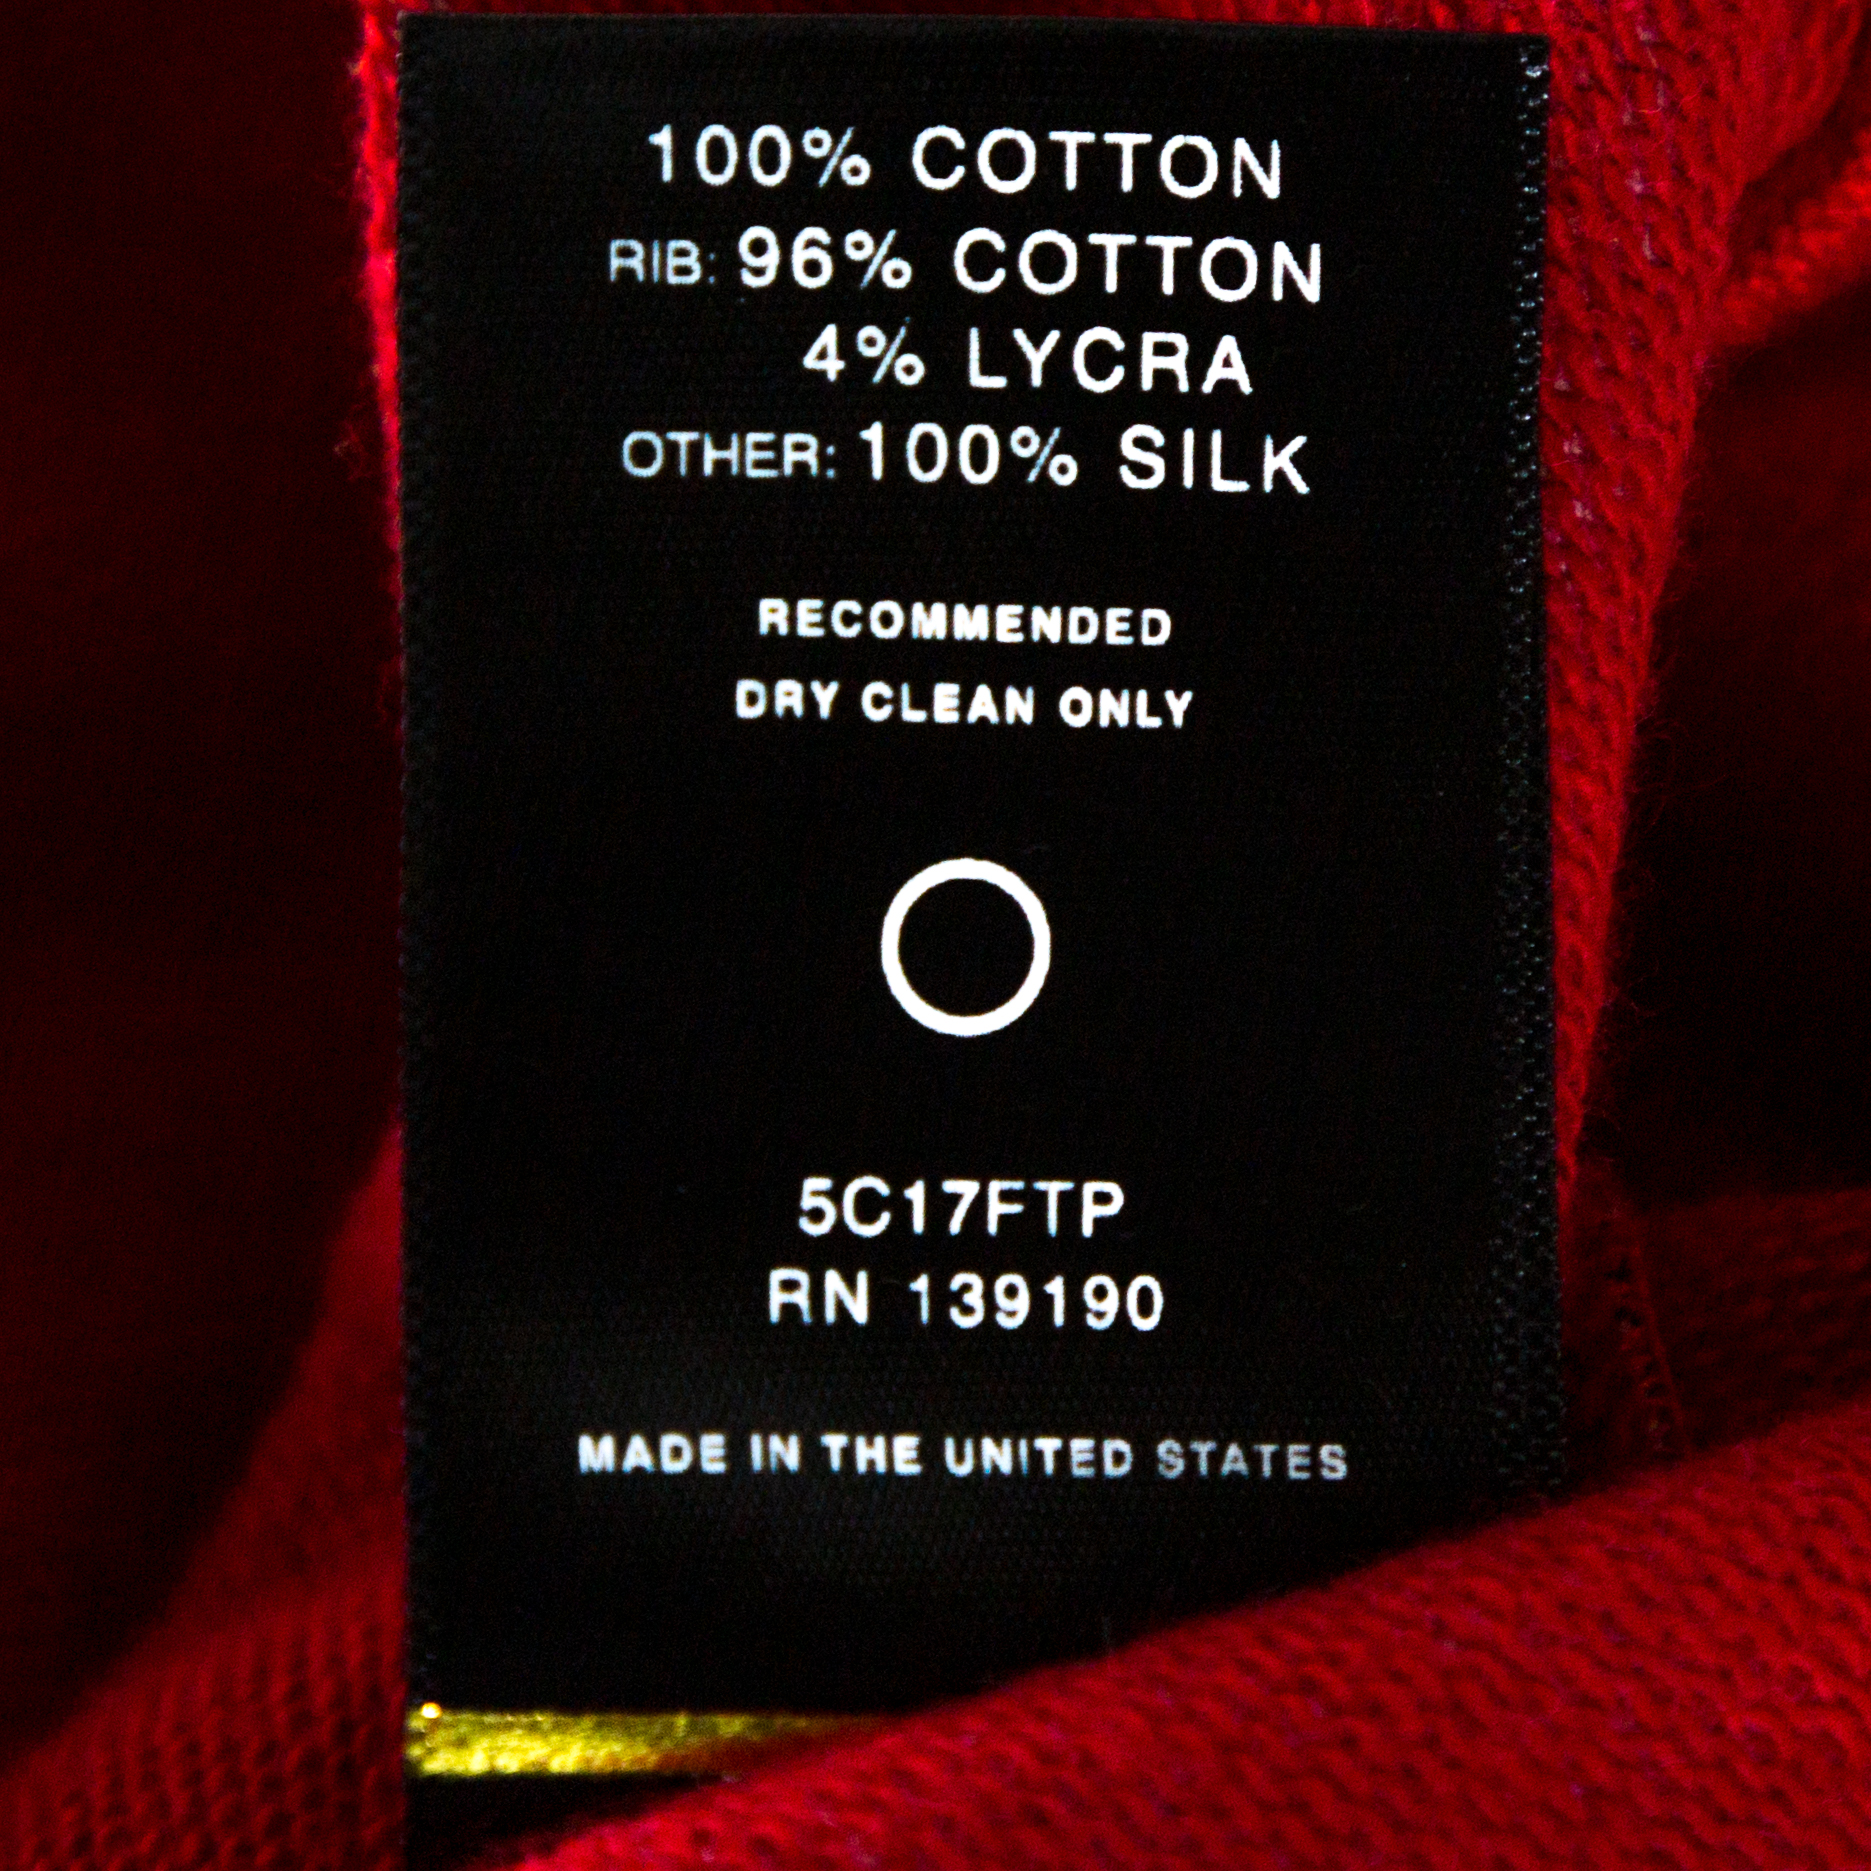 100% COTTON
RIB: 96% COTTON
4% LYCRA
OTHER: 100% SILK
RECOMMENDED
DRY CLEAN ONLY
5C17FTP
RN 139190
MADE IN THE UNITED STATES